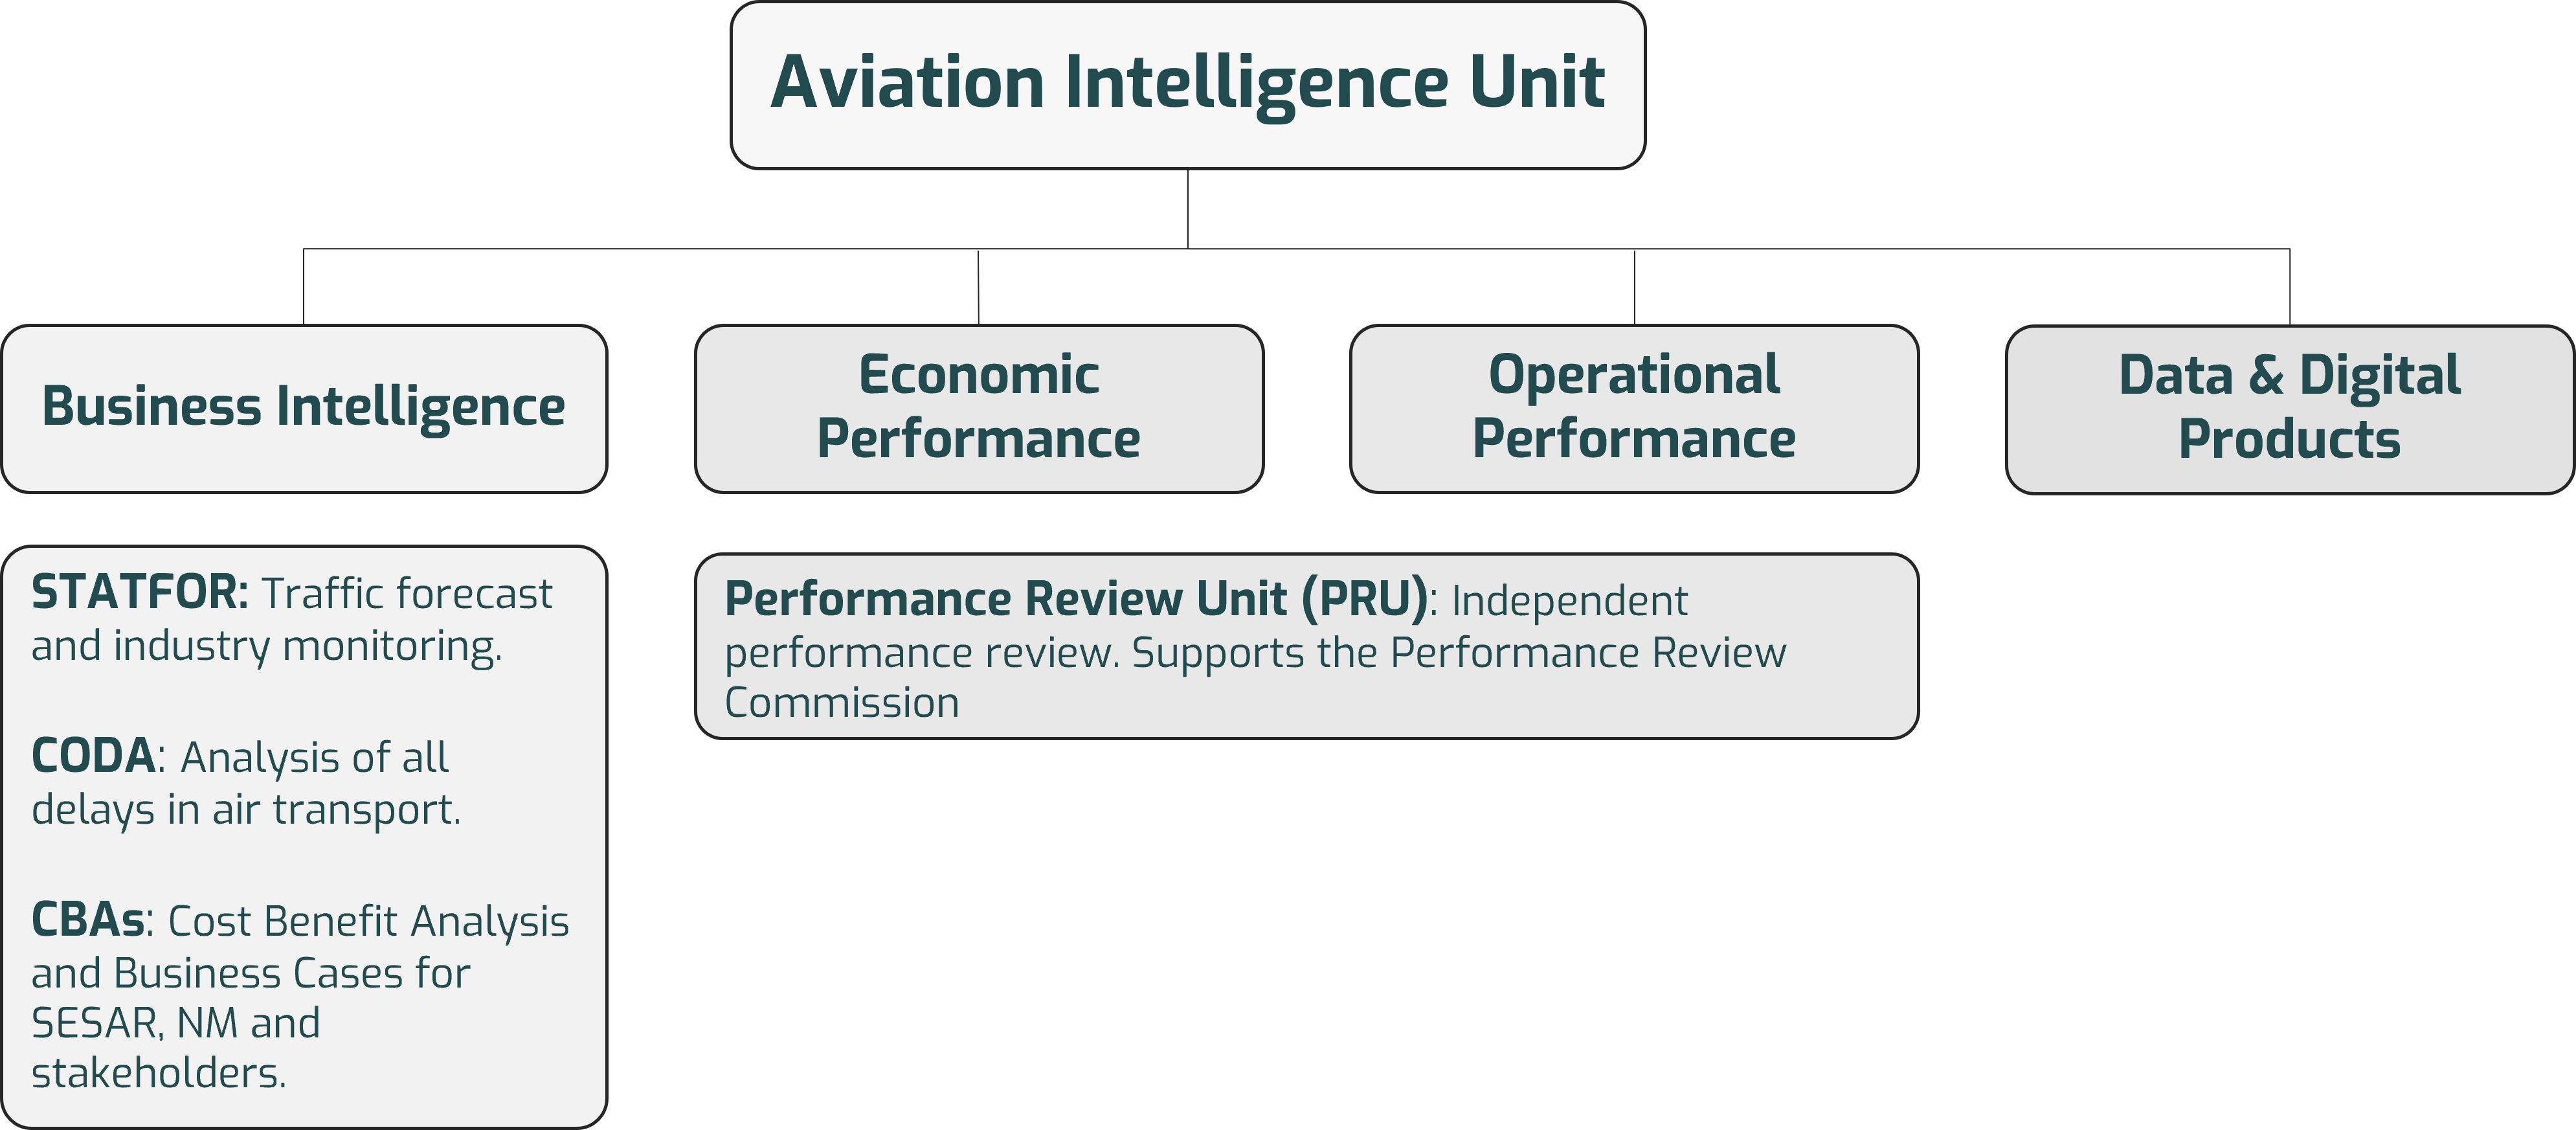 Aviation Intelligence Unit
Business Intelligence
Economic
Performance
Operational
Performance
Data & Digital
Products
STATFOR: Traffic forecast
and industry monitoring.
CODA: Analysis of all
delays in air transport.
CBAs: Cost Benefit Analysis
and Business Cases for
SESAR, NM and
stakeholders.
Performance Review Unit (PRU): Independent
performance review. Supports the Performance Review
Commission